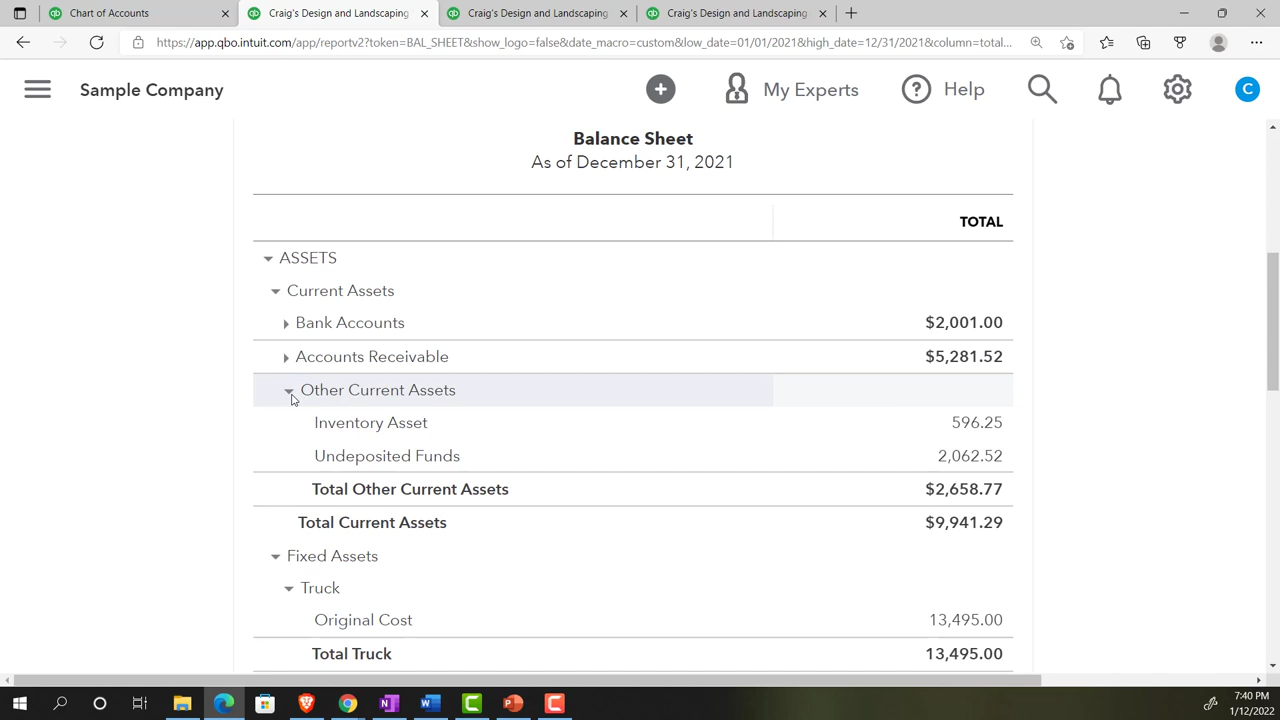 Chart of Accounts
Craig's Design and Landscaping
Craig's Design and Landscaping
Craig's Design and Landscaping
https://app.qbo.intuit.com/app/reportv2?token=BAL_SHEET&show_logo=false&date_macro=custom&low_date=01/01/2021&high_date=12/31/2021&column=total...
Sample Company
My Experts
Help
C
Balance Sheet
As of December 31, 2021
TOTAL
ASSETS
Current Assets
Bank Accounts $2,001.00
Accounts Receivable $5,281.52
Other Current Assets
Inventory Asset 596.25
Undeposited Funds 2,062.52
Total Other Current Assets $2,658.77
Total Current Assets $9,941.29
Fixed Assets
Truck
Original Cost 13,495.00
Total Truck 13,495.00
7:40 PM
1/12/2022